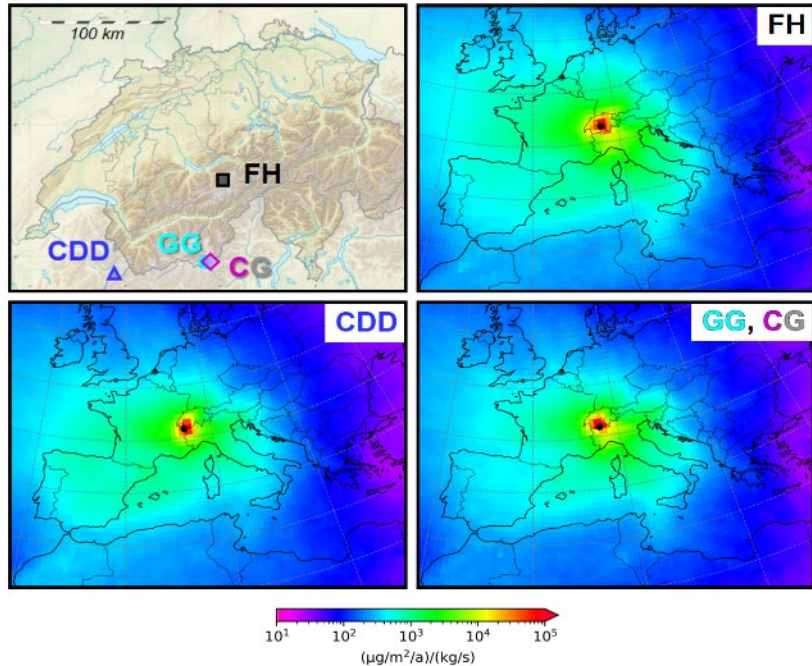 100 km
FH
GG
CDD
CG
FH
CDD
GG, CG
10¹ 10² 10³ 10⁴ 10⁵
(µg/m²/a)/(kg/s)